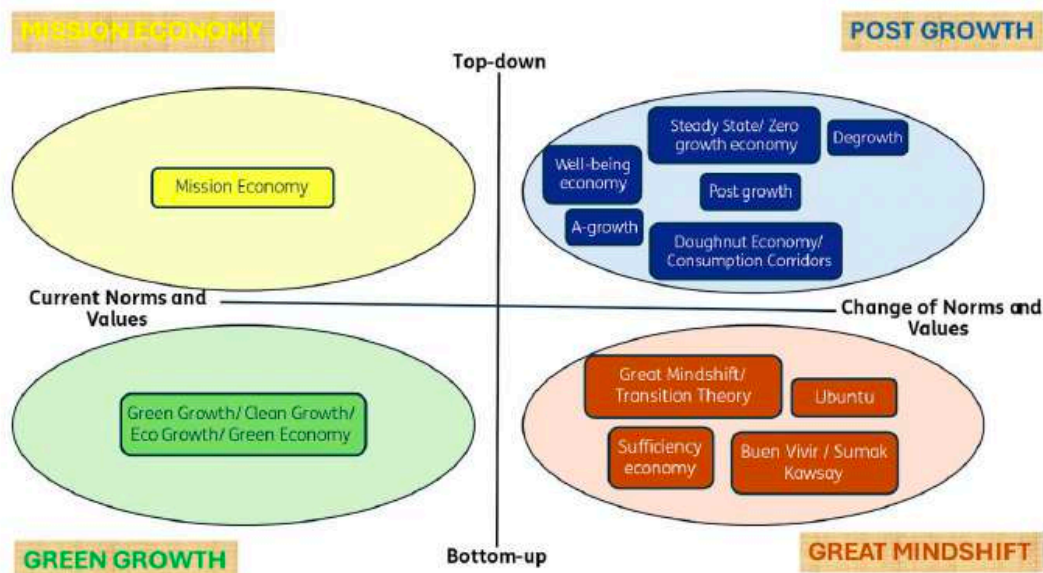 MISSION ECONOMY
POST GROWTH
Top-down
Steady State/ Zero
growth economy
Degrowth
Well-being
economy
Mission Economy
Post growth
A-growth
Doughnut Economy/
Consumption Corridors
Current Norms and
Values
Change of Norms and
Values
Great Mindshift/
Transition Theory
Ubuntu
Green Growth/ Clean Growth/
Eco Growth/ Green Economy
Sufficiency
economy
Buen Vivir / Sumak
Kawsay
GREEN GROWTH
Bottom-up
GREAT MINDSHIFT